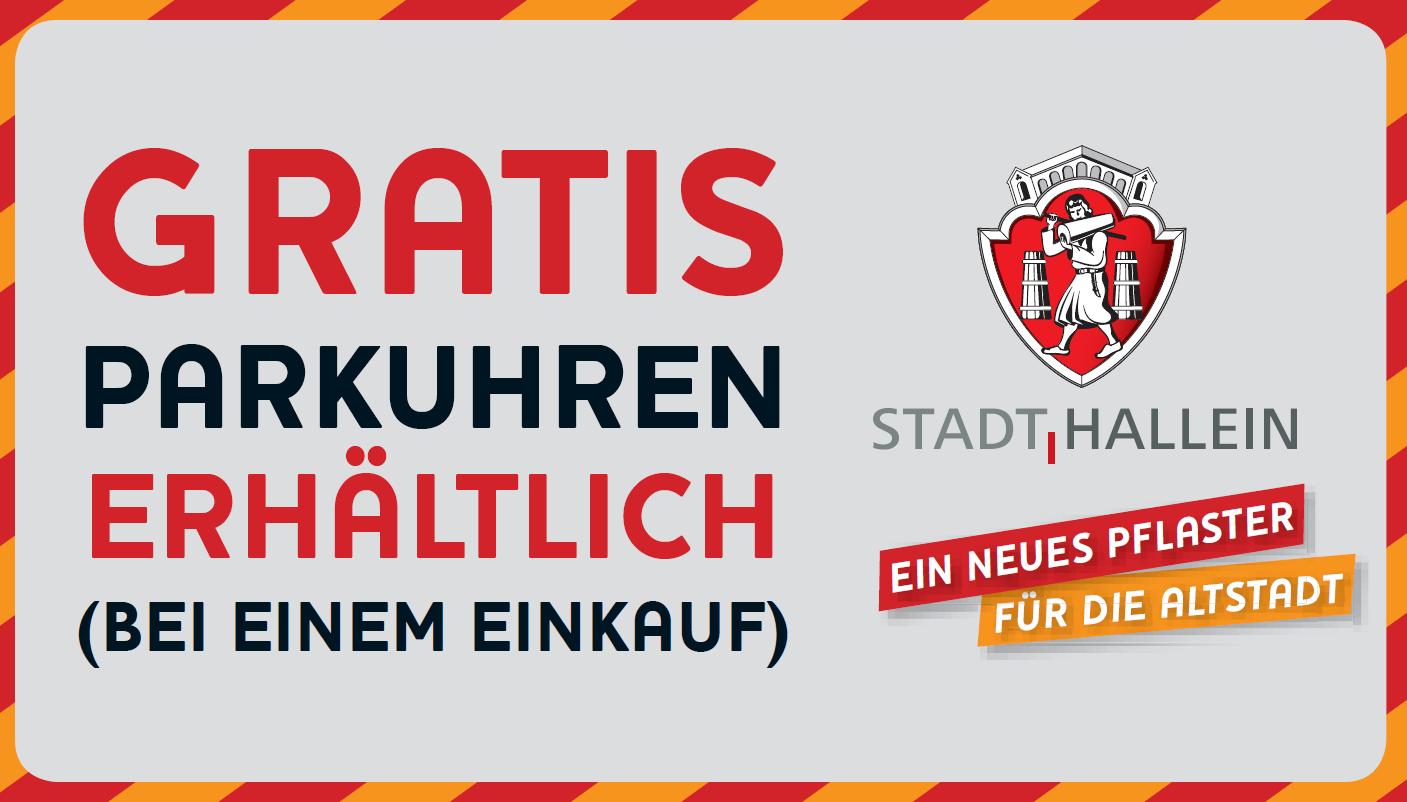 GRATIS
PARKUHREN
ERHÄLTLICH
(BEI EINEM EINKAUF)
STADT HALLEIN
EIN NEUES PFLASTER
FÜR DIE ALTSTADT